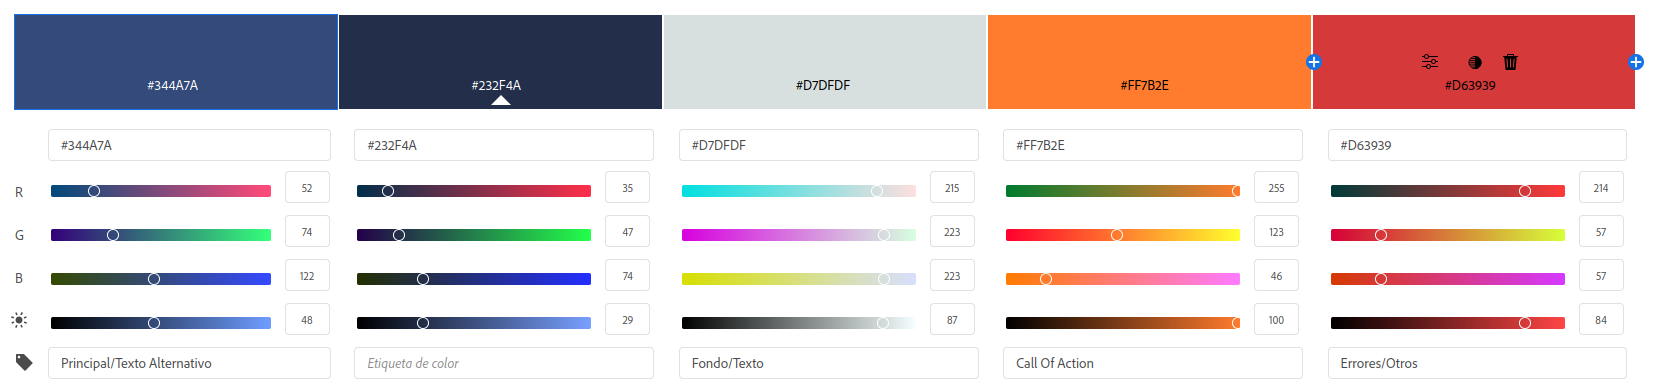 #344A7A
#232F4A
#D7DFDF
#FF7B2E
#D63939
#344A7A
#232F4A
#D7DFDF
#FF7B2E
#D63939
R
52
35
215
255
214
G
74
47
223
123
57
B
122
74
223
46
57
48
29
87
100
84
Principal/Texto Alternativo
Etiqueta de color
Fondo/Texto
Call Of Action
Errores/Otros